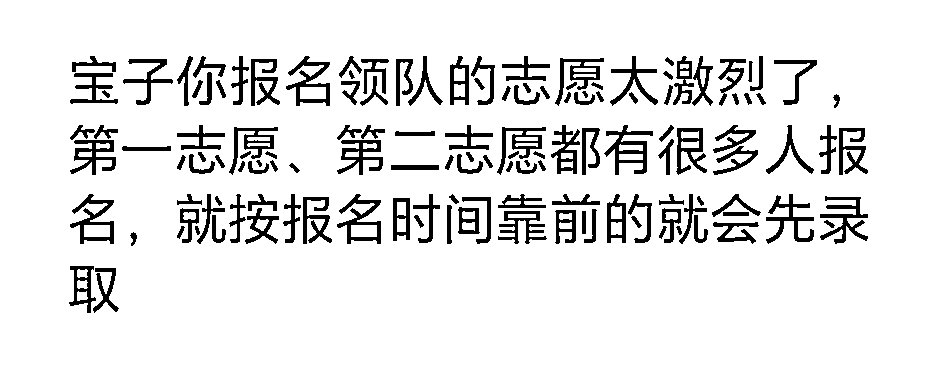 宝子你报名领队的志愿太激烈了，
第一志愿、第二志愿都有很多人报
名，就按报名时间靠前的就会先录
取